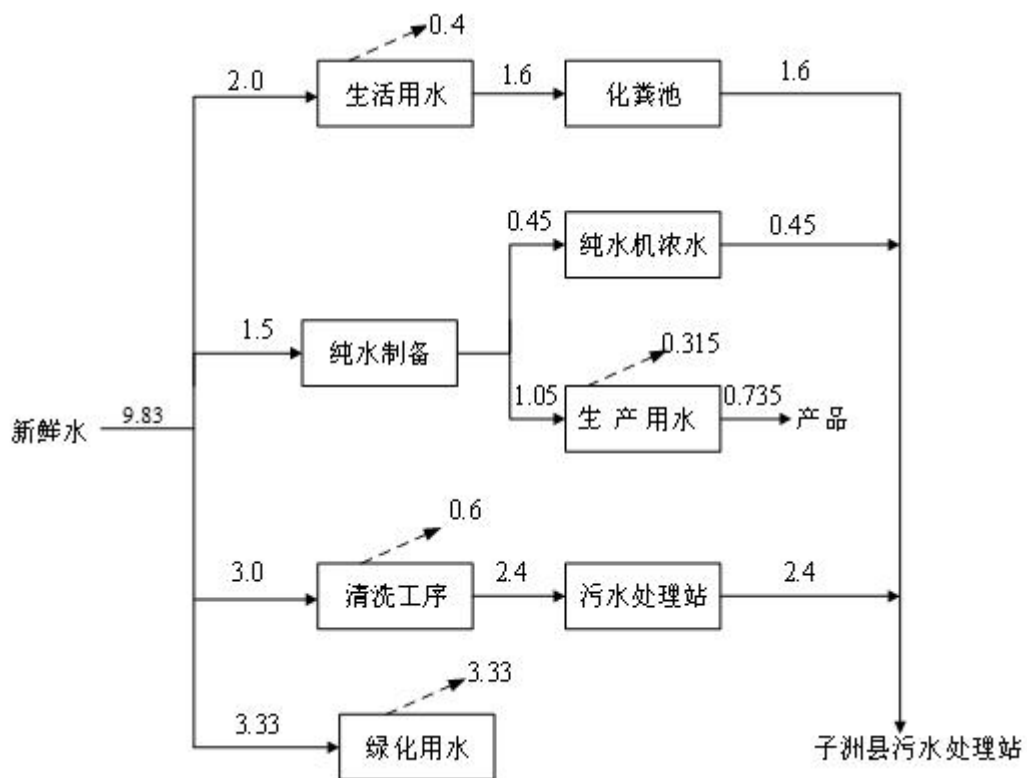 0.4
2.0
生活用水
1.6
化粪池
1.6
0.45
纯水机浓水
0.45
1.5
纯水制备
0.315
1.05
生产用水
0.735
产品
新鲜水
9.83
0.6
3.0
清洗工序
2.4
污水处理站
2.4
3.33
3.33
绿化用水
子洲县污水处理站